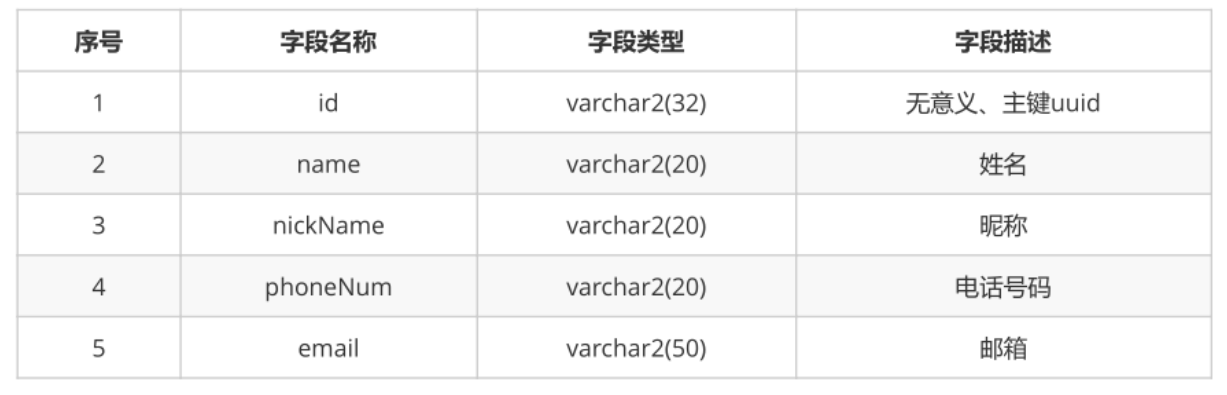 序号 字段名称 字段类型 字段描述
1 id varchar2(32) 无意义、主键uuid
2 name varchar2(20) 姓名
3 nickName varchar2(20) 昵称
4 phoneNum varchar2(20) 电话号码
5 email varchar2(50) 邮箱